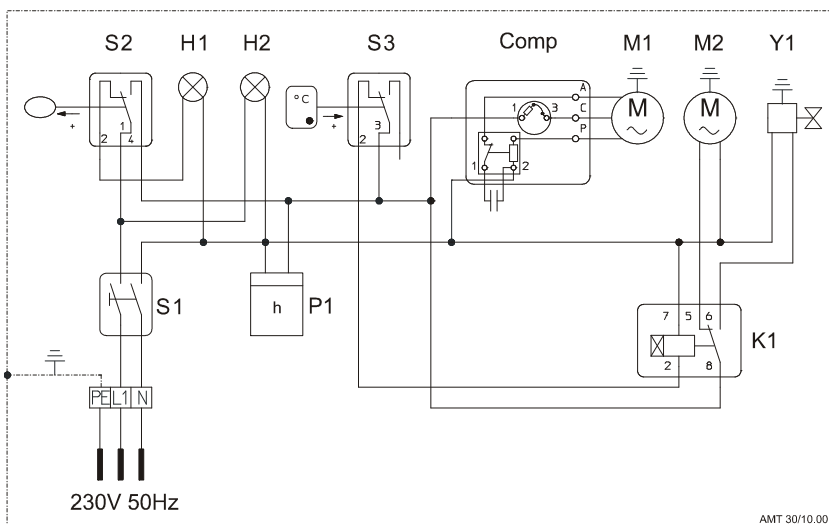 S2 H1 H2 S3 Comp M1 M2 Y1
A
°C 1 3 C M M
+ + P
1 3
2 4 2 1 2
S1 h P1
7 5 6
K1
2 8
PE L1 N
230V 50Hz
AMT 30/10.00